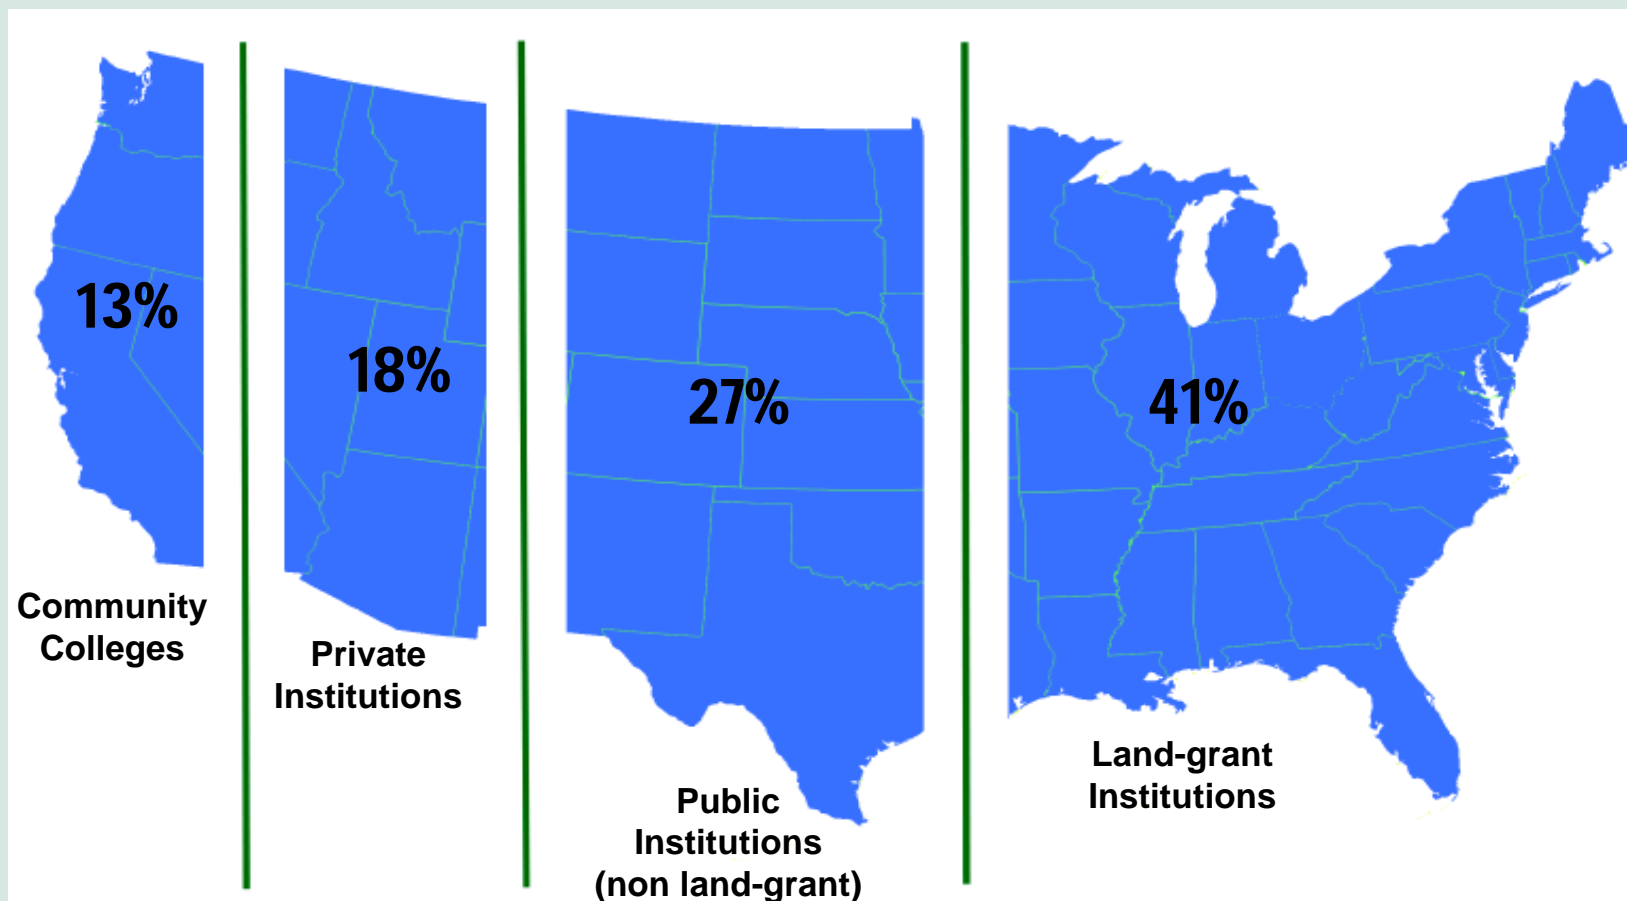 13%
Community
Colleges
18%
Private
Institutions
27%
Public
Institutions
(non land-grant)
41%
Land-grant
Institutions